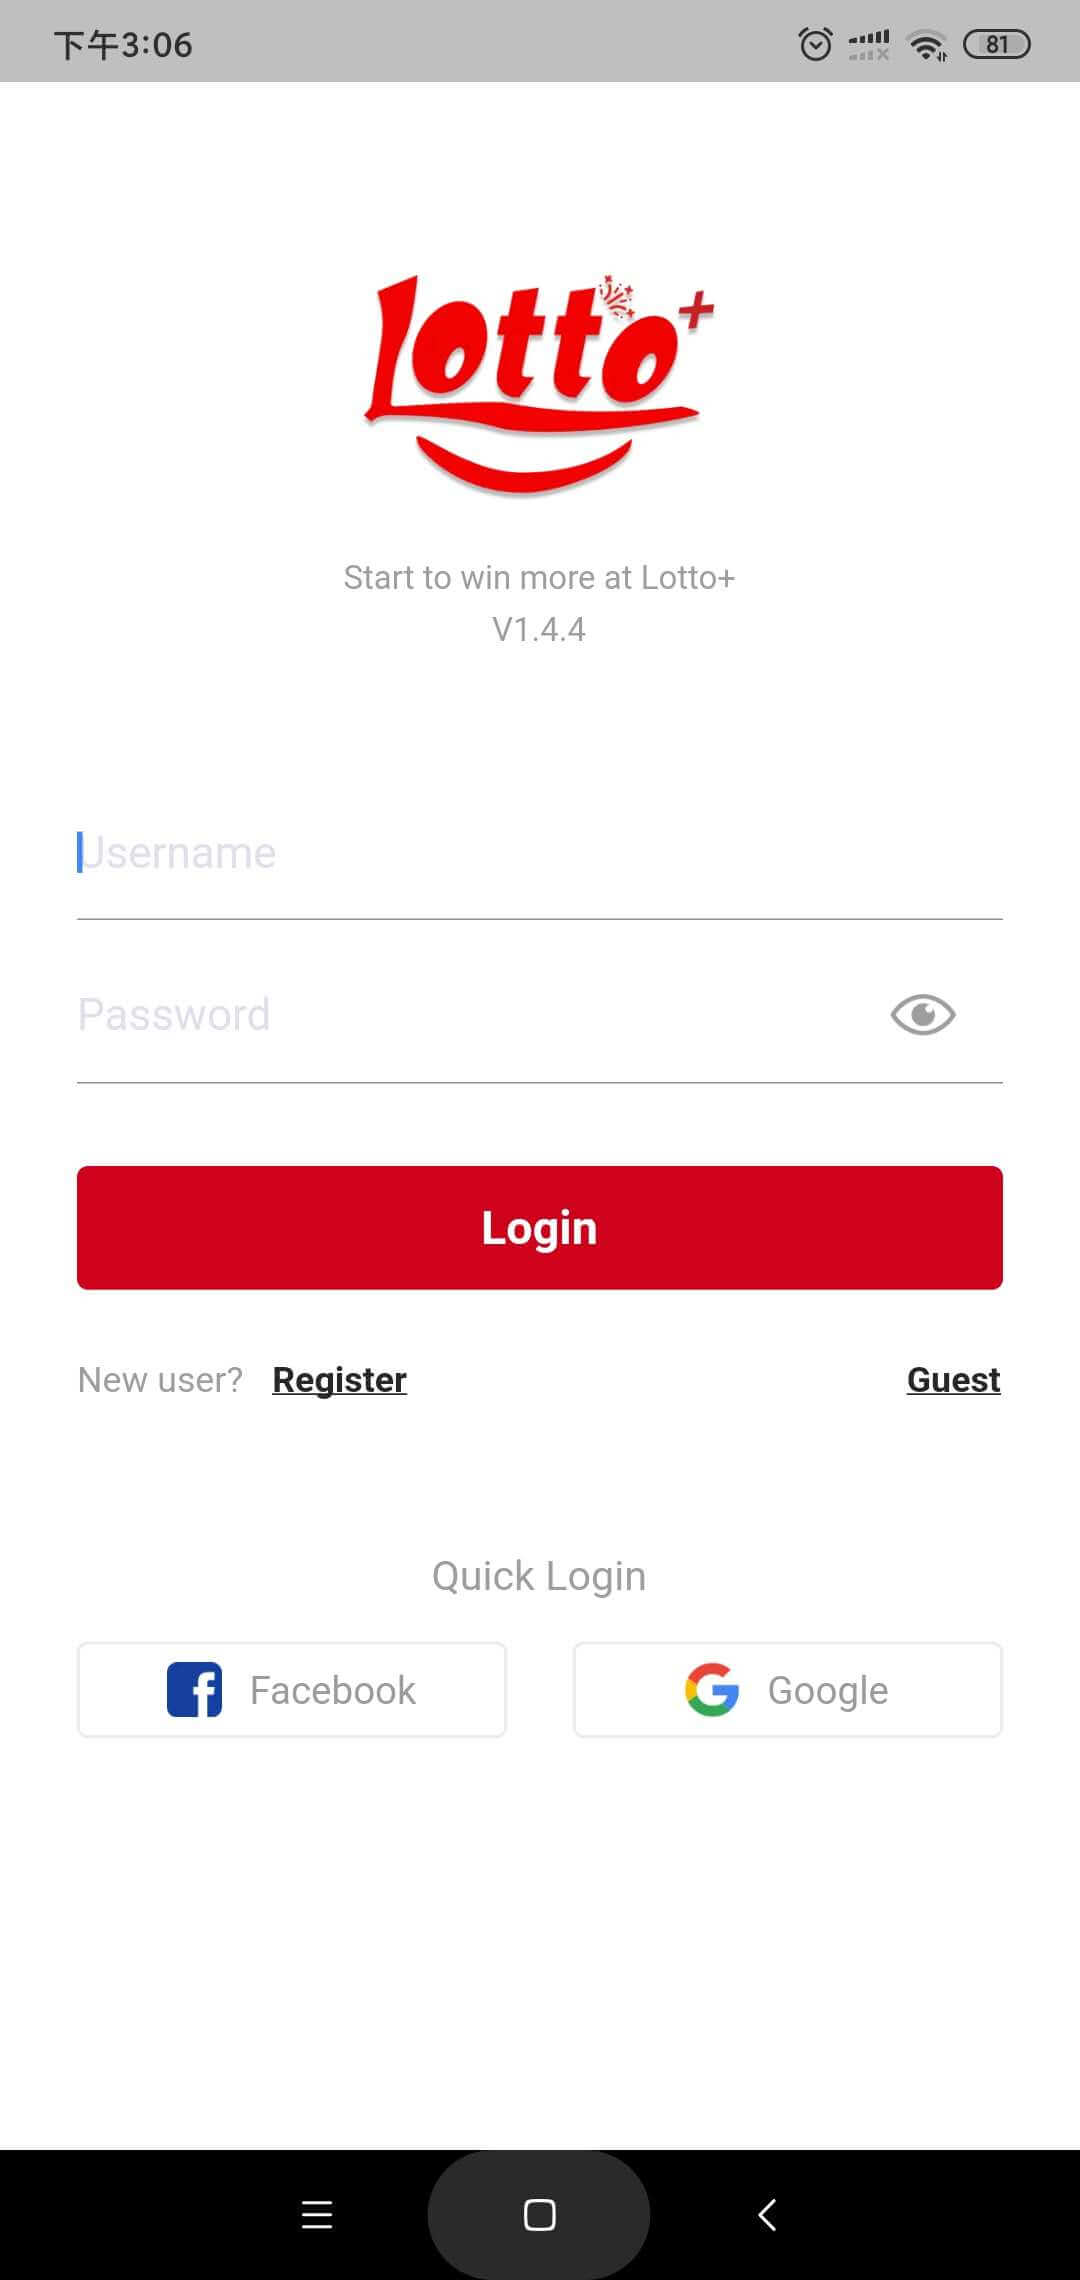 下午3:06
81
Lotto+
Start to win more at Lotto+
V1.4.4
Username
Password
Login
New user? Register
Guest
Quick Login
Facebook
Google